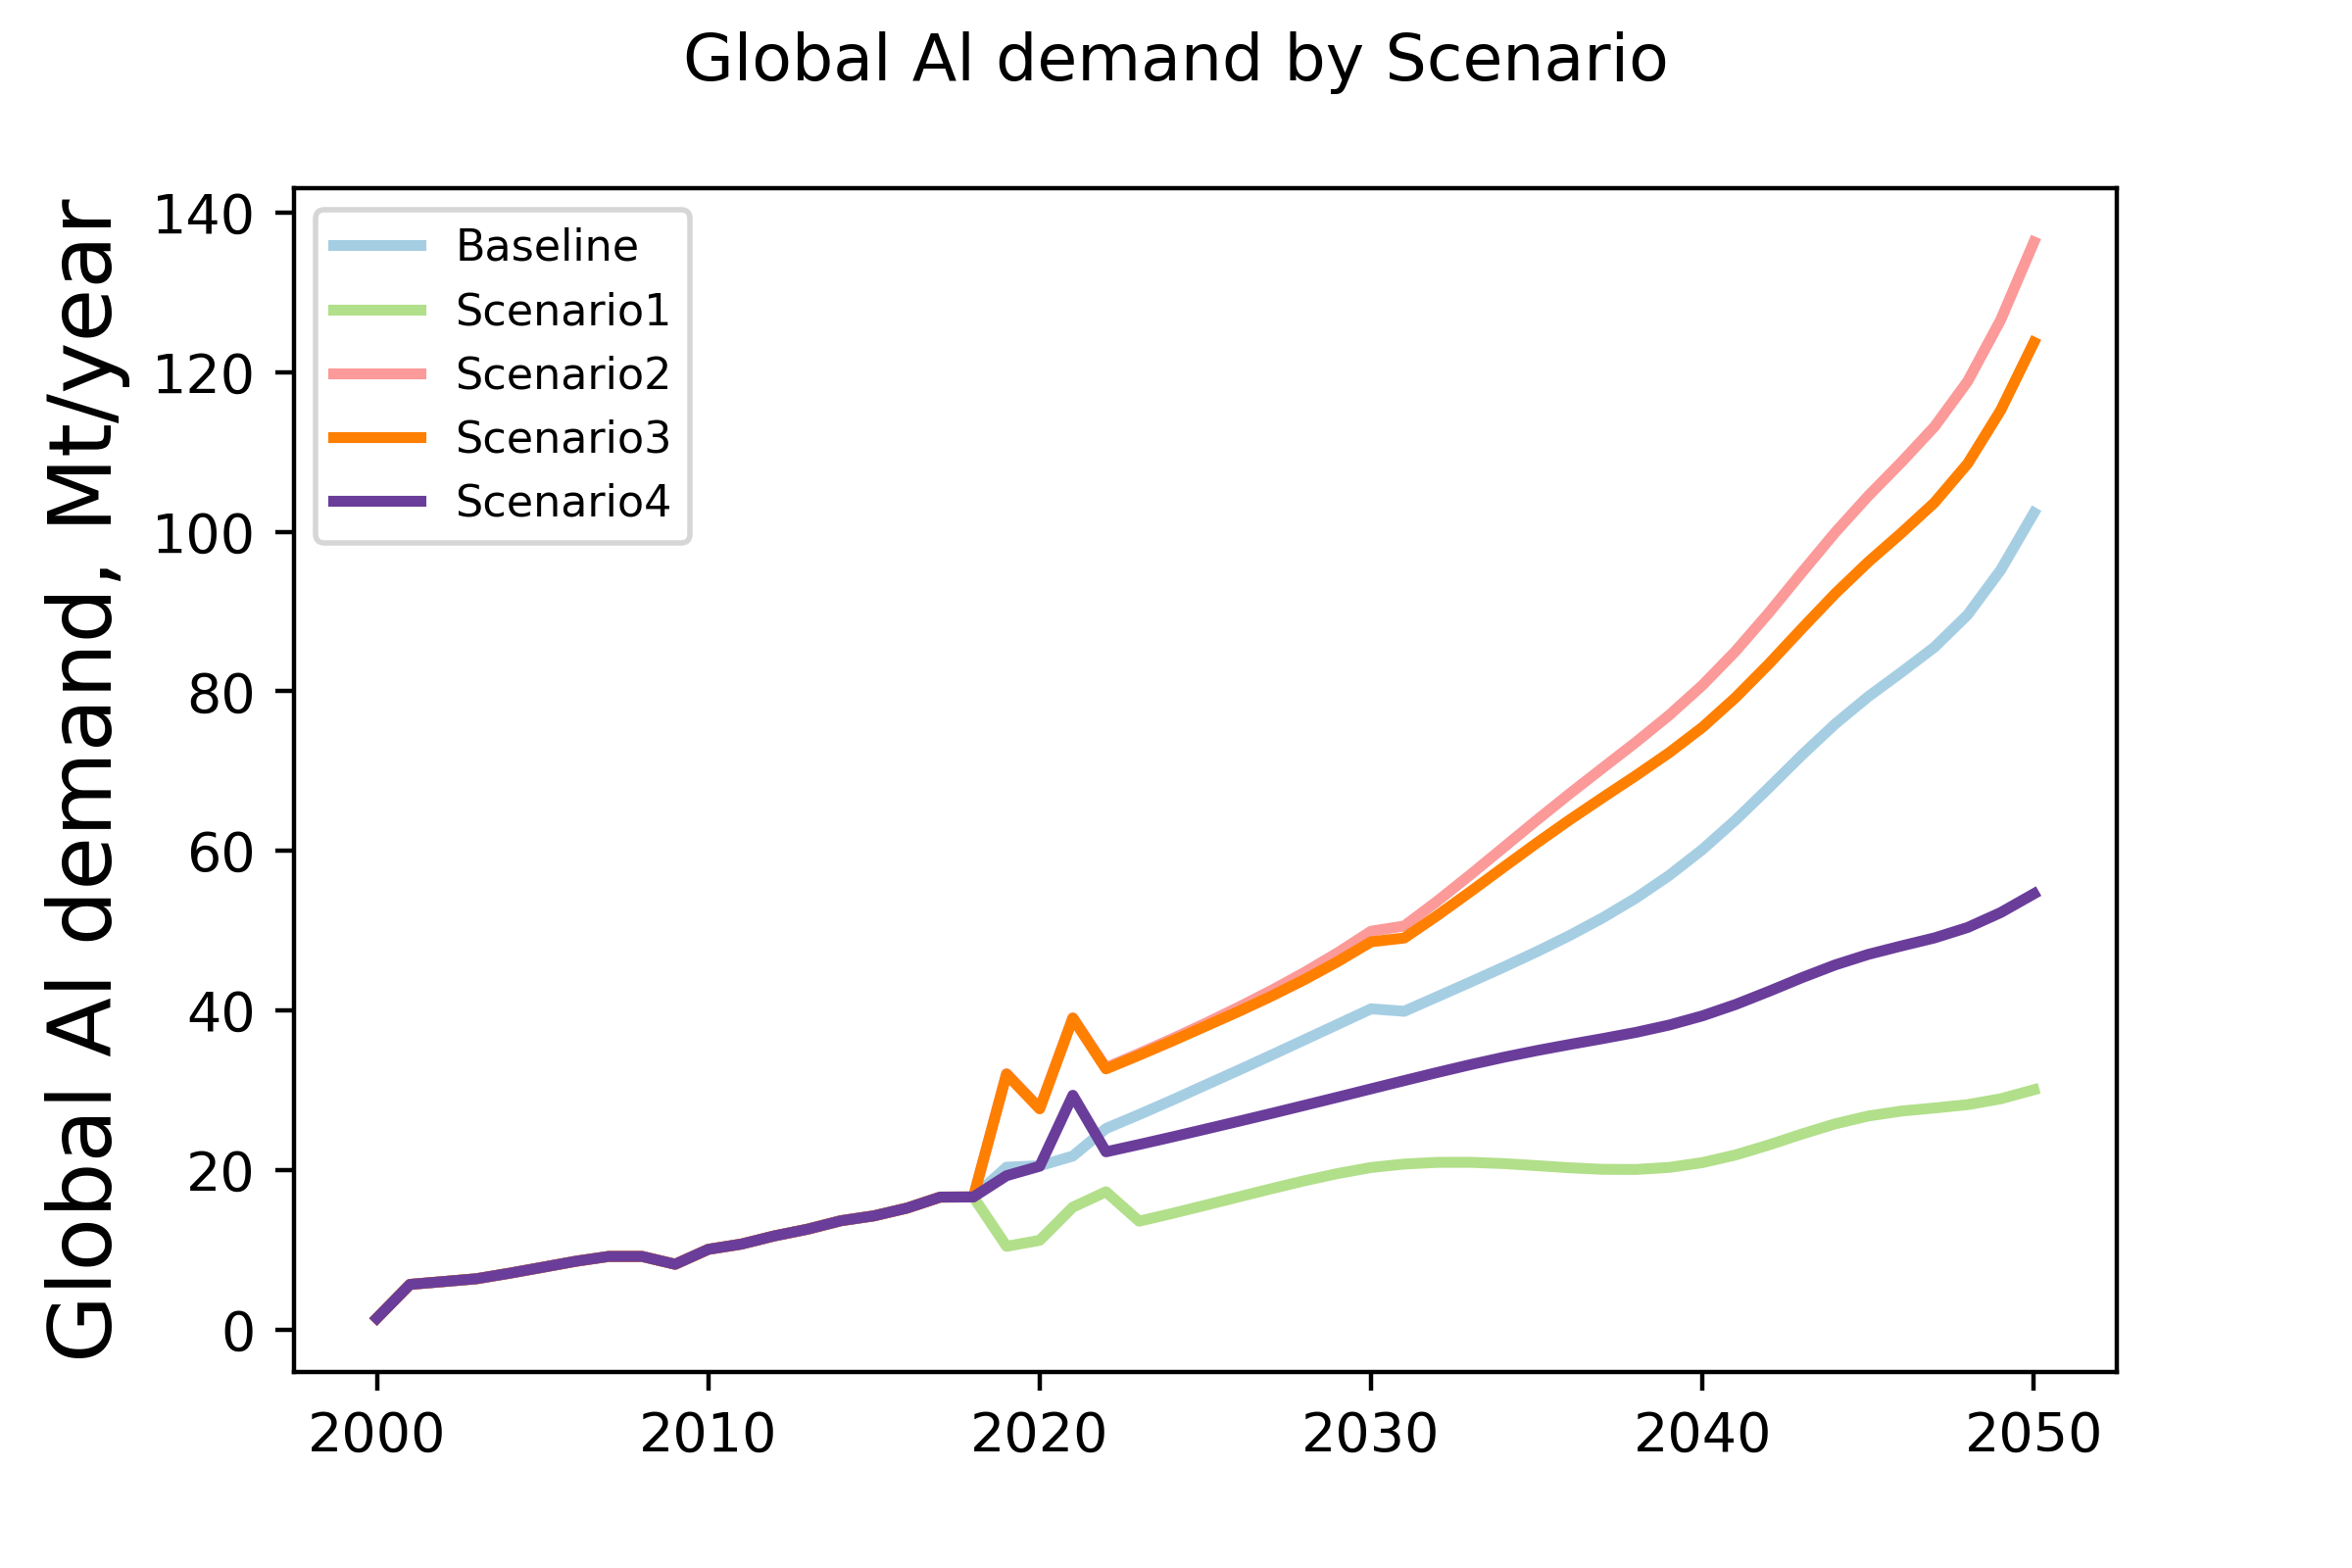 Global Al demand by Scenario
Global Al demand, Mt/year
140
120
100
80
60
40
20
0
Baseline
Scenario1
Scenario2
Scenario3
Scenario4
2000 2010 2020 2030 2040 2050